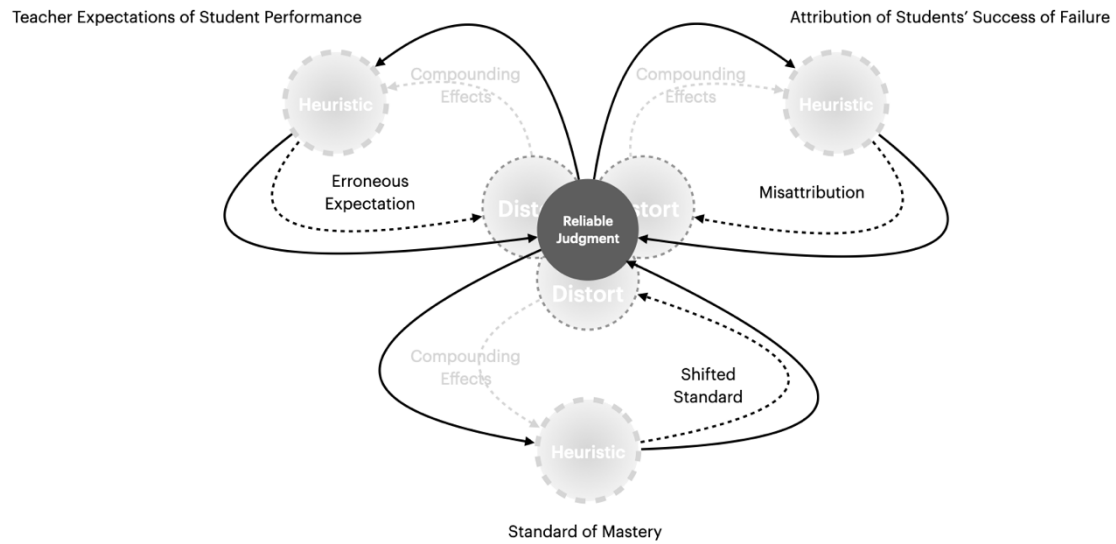 Teacher Expectations of Student Performance
Attribution of Students' Success of Failure
Compounding
Effects
Compounding
Effects
Heuristic
Heuristic
Erroneous
Expectation
Misattribution
Distort
Distort
Reliable
Judgment
Distort
Compounding
Effects
Shifted
Standard
Heuristic
Standard of Mastery